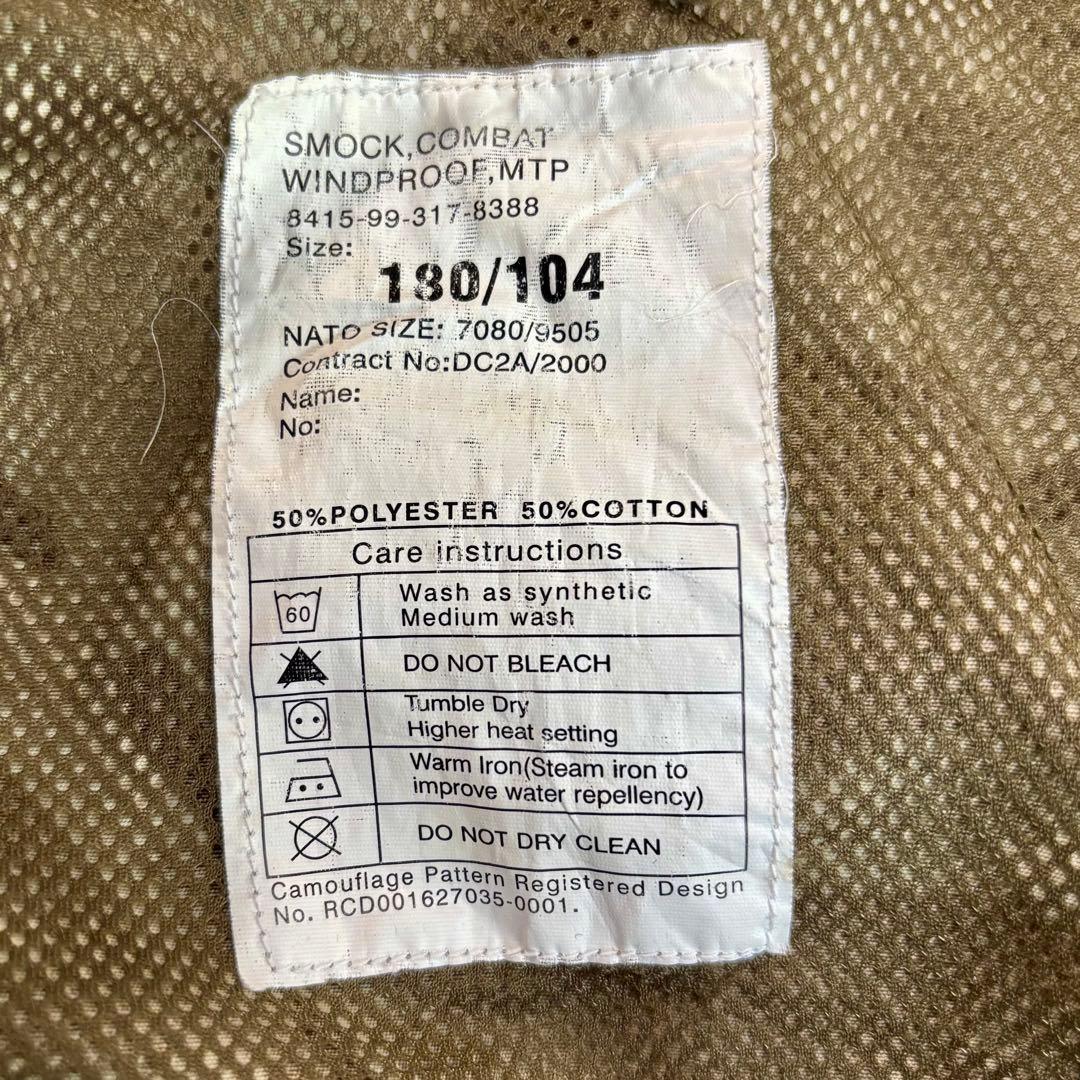 SMOCK,COMBAT
WINDPROOF,MTP
8415-99-317-8388
Size:
180/104
NATO SIZE: 7080/9505
Contract No:DC2A/2000
Name:
No:
50%POLYESTER 50%COTTON
Care instructions
60
Wash as synthetic
Medium wash
DO NOT BLEACH
Tumble Dry
Higher heat setting
Warm Iron(Steam iron to
improve water repellency)
DO NOT DRY CLEAN
Camouflage Pattern Registered Design
No. RCD001627035-0001.